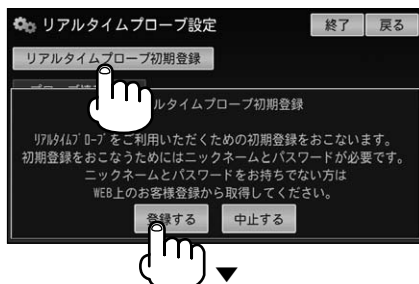 リアルタイムプローブ設定
終了
戻る
リアルタイムプローブ初期登録
ルタイムプローブ初期登録
ﾘｱﾙﾀｲﾑﾌﾟﾛｰﾌﾞをご利用いただくための初期登録をおこないます。
初期登録をおこなうためにはニックネームとパスワードが必要です。
ニックネームとパスワードをお持ちでない方は
WEB上のお客様登録から取得してください。
登録する
中止する
▼